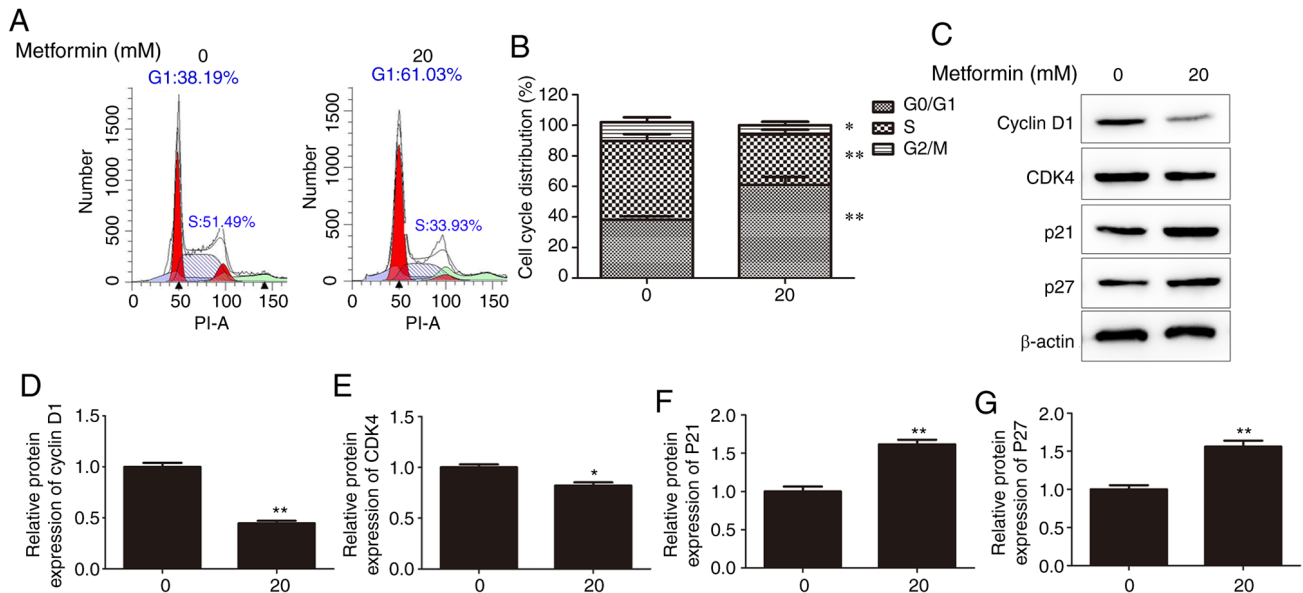 A
Metformin (mM)
0
20
G1:38.19%
G1:61.03%
Number
1500
1000
500
0
S:51.49%
0
50
100
150
PI-A
Number
1500
1000
500
0
S:33.93%
0
50
100
150
PI-A
B
Cell cycle distribution (%)
120
100
80
60
40
20
0
0
20
*
**
**
G0/G1
S
G2/M
C
Metformin (mM)
0
20
Cyclin D1
CDK4
p21
p27
β-actin
D
Relative protein
expression of cyclin D1
1.5
1.0
0.5
0.0
**
0
20
E
Relative protein
expression of CDK4
1.5
1.0
0.5
0.0
*
0
20
F
Relative protein
expression of P21
2.0
1.5
1.0
0.5
0.0
**
0
20
G
Relative protein
expression of P27
2.0
1.5
1.0
0.5
0.0
**
0
20